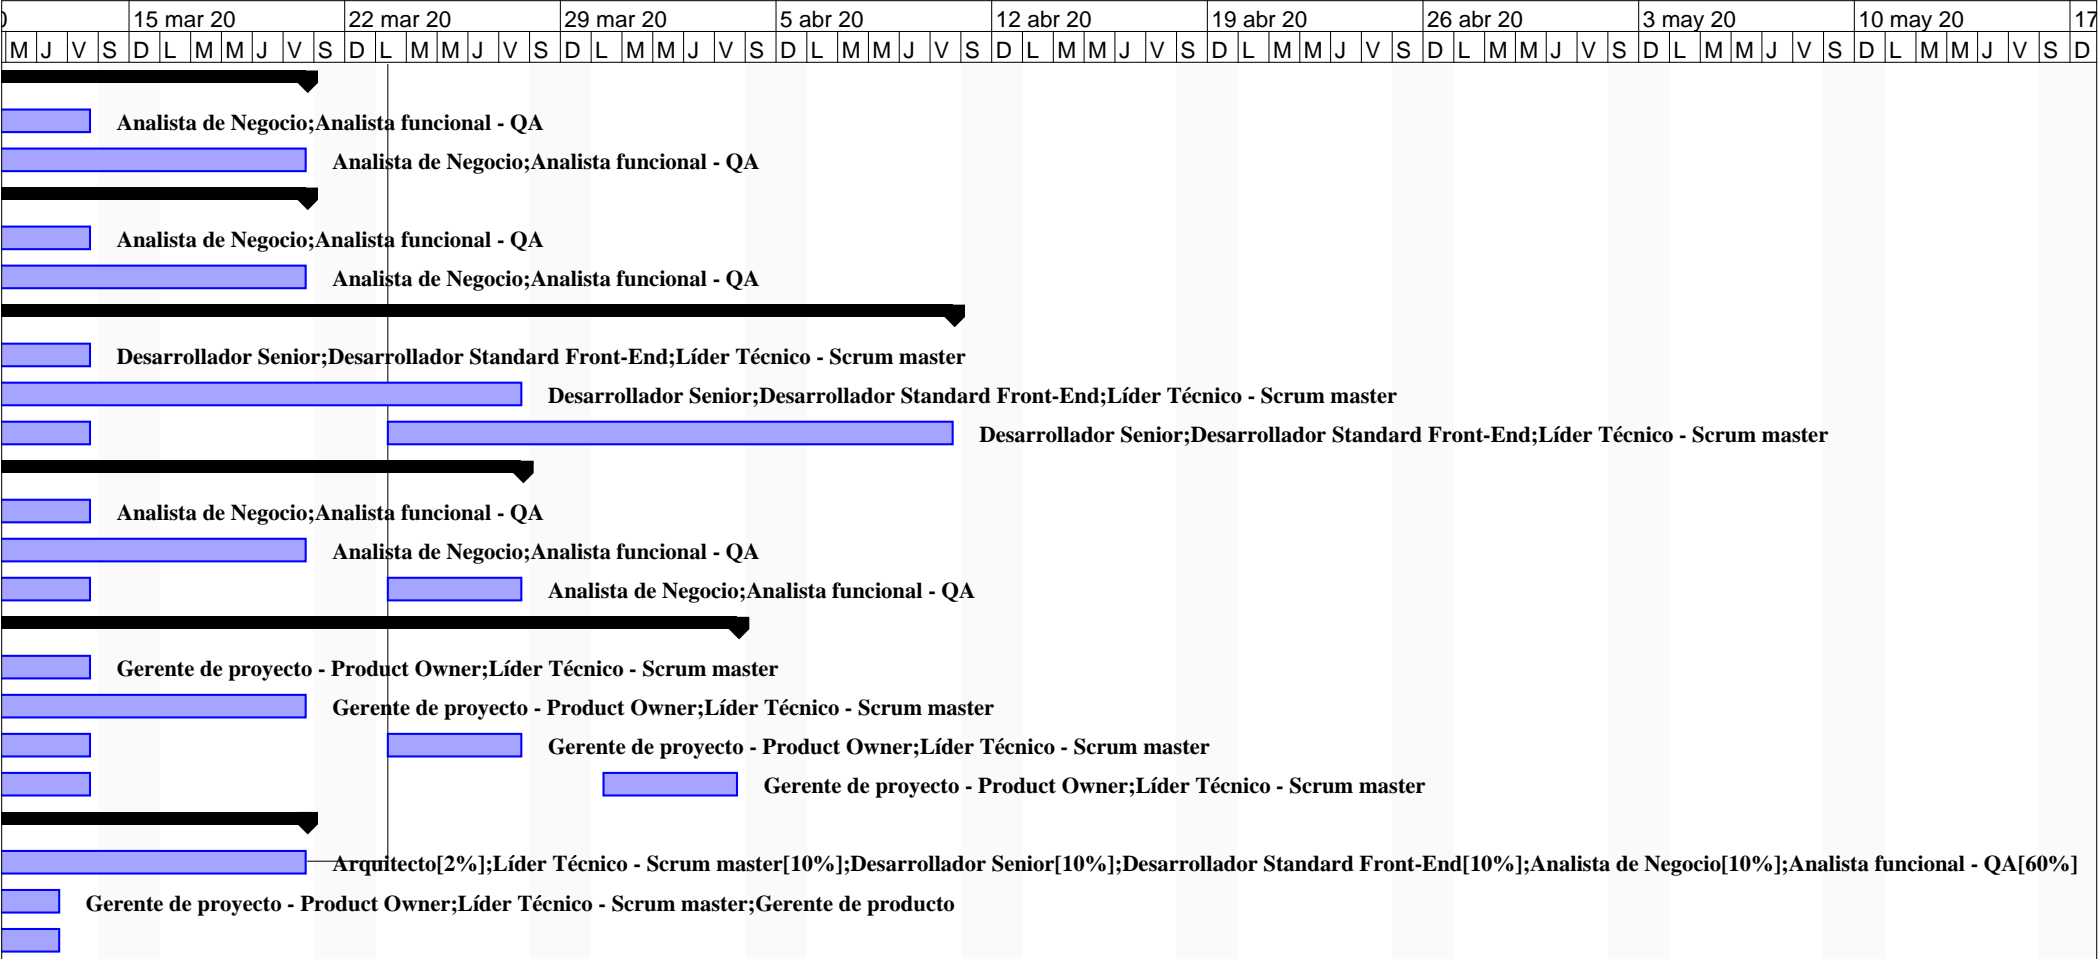 0 15 mar 20 22 mar 20 29 mar 20 5 abr 20 12 abr 20 19 abr 20 26 abr 20 3 may 20 10 may 20 17
M J V S D L M M J V S D L M M J V S D L M M J V S D L M M J V S D L M M J V S D L M M J V S D L M M J V S D L M M J V S D L M M J V S D
Analista de Negocio;Analista funcional - QA
Analista de Negocio;Analista funcional - QA
Analista de Negocio;Analista funcional - QA
Analista de Negocio;Analista funcional - QA
Desarrollador Senior;Desarrollador Standard Front-End;Líder Técnico - Scrum master
Desarrollador Senior;Desarrollador Standard Front-End;Líder Técnico - Scrum master
Desarrollador Senior;Desarrollador Standard Front-End;Líder Técnico - Scrum master
Analista de Negocio;Analista funcional - QA
Analista de Negocio;Analista funcional - QA
Analista de Negocio;Analista funcional - QA
Gerente de proyecto - Product Owner;Líder Técnico - Scrum master
Gerente de proyecto - Product Owner;Líder Técnico - Scrum master
Gerente de proyecto - Product Owner;Líder Técnico - Scrum master
Gerente de proyecto - Product Owner;Líder Técnico - Scrum master
Arquitecto[2%];Líder Técnico - Scrum master[10%];Desarrollador Senior[10%];Desarrollador Standard Front-End[10%];Analista de Negocio[10%];Analista funcional - QA[60%]
Gerente de proyecto - Product Owner;Líder Técnico - Scrum master;Gerente de producto